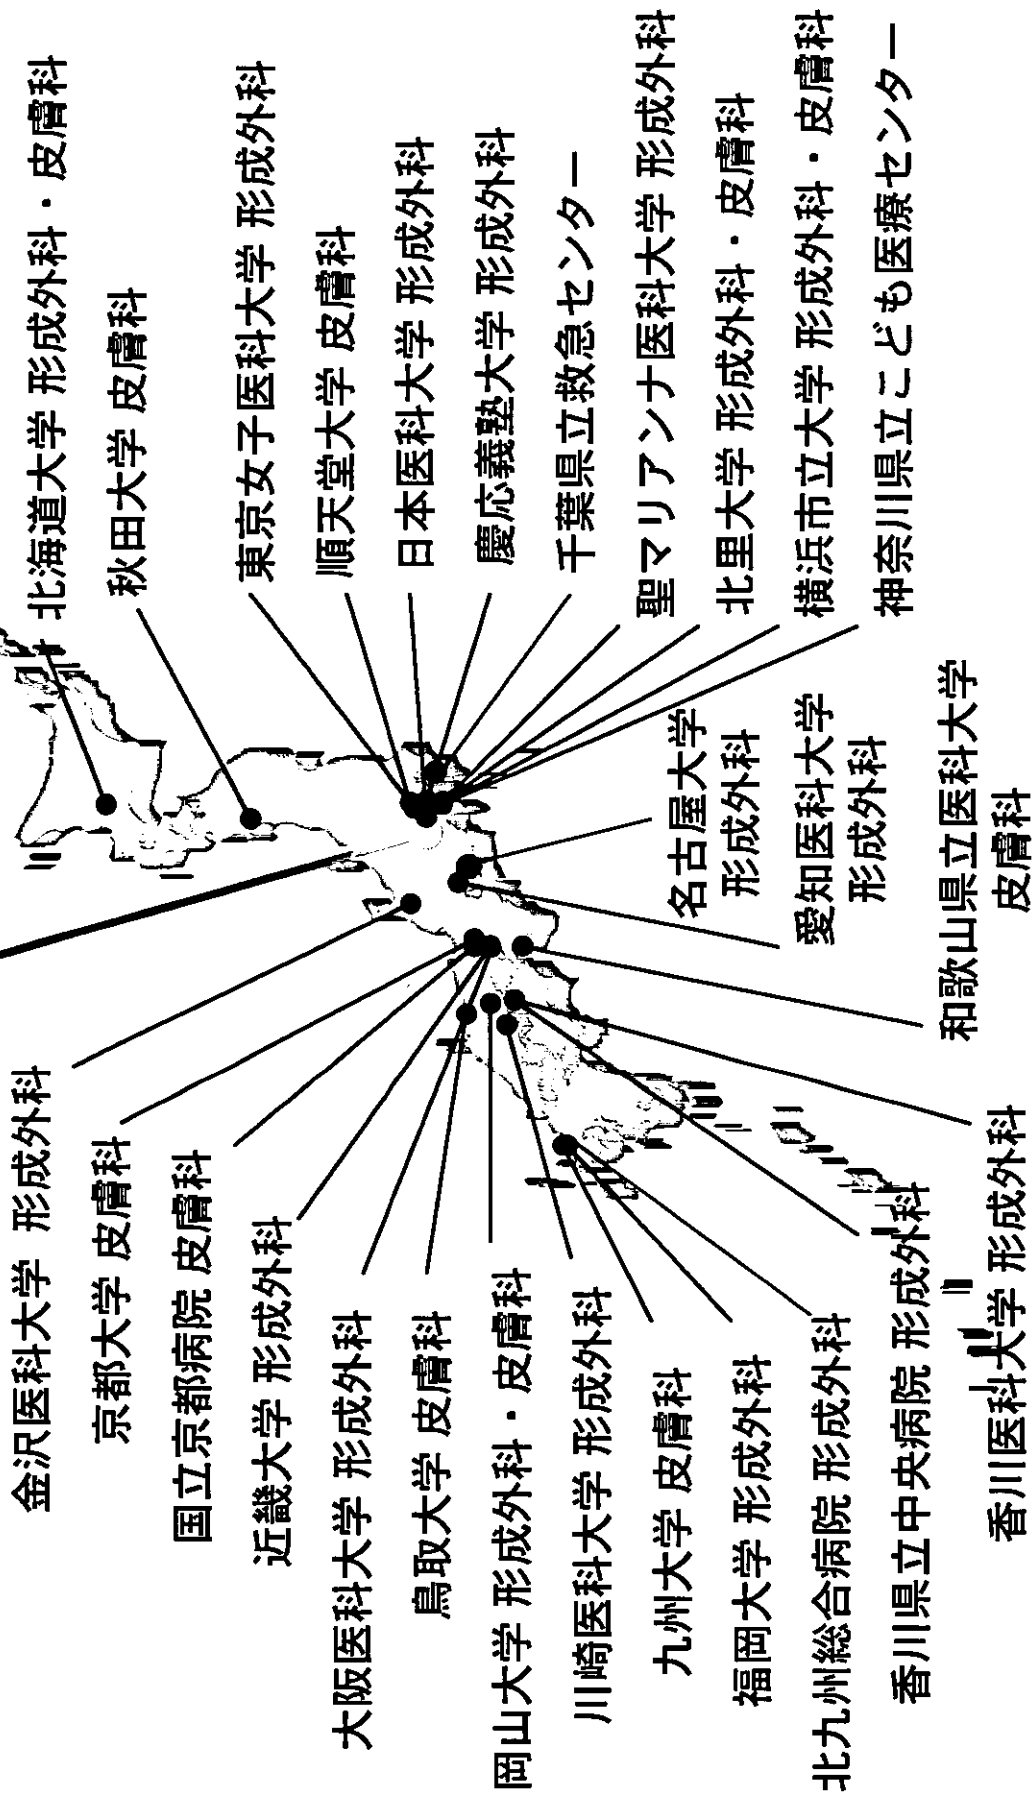 北海道大学 形成外科・皮膚科
秋田大学 皮膚科
東京女子医科大学 形成外科
順天堂大学 皮膚科
日本医科大学 形成外科
慶応義塾大学 形成外科
千葉県立救急センター
聖マリアンナ医科大学 形成外科
北里大学 形成外科・皮膚科
横浜市立大学 形成外科・皮膚科
神奈川県立こども医療センター
名古屋大学
形成外科
愛知医科大学
形成外科
和歌山県立医科大学
皮膚科
金沢医科大学 形成外科
京都大学 皮膚科
国立京都病院 皮膚科
近畿大学 形成外科
大阪医科大学 形成外科
鳥取大学 皮膚科
岡山大学 形成外科・皮膚科
川崎医科大学 形成外科
九州大学 皮膚科
福岡大学 形成外科
北九州総合病院 形成外科
香川県立中央病院 形成外科
香川医科大学 形成外科